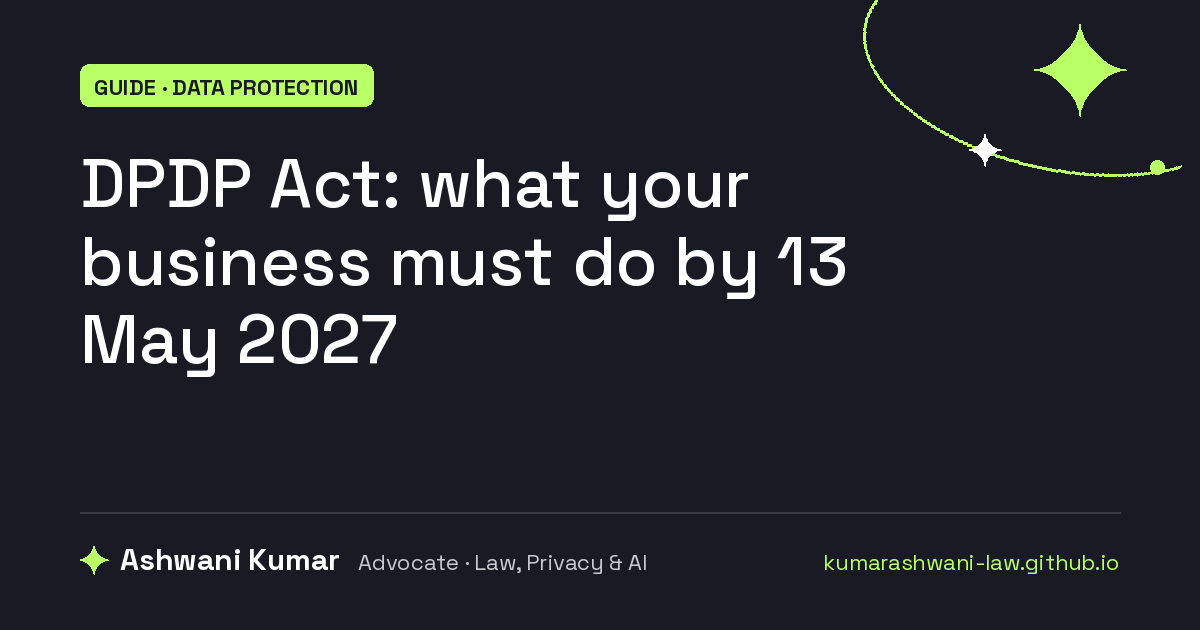 GUIDE · DATA PROTECTION
DPDP Act: what your
business must do by 13
May 2027
Ashwani Kumar Advocate · Law, Privacy & AI
kumarashwani-law.github.io